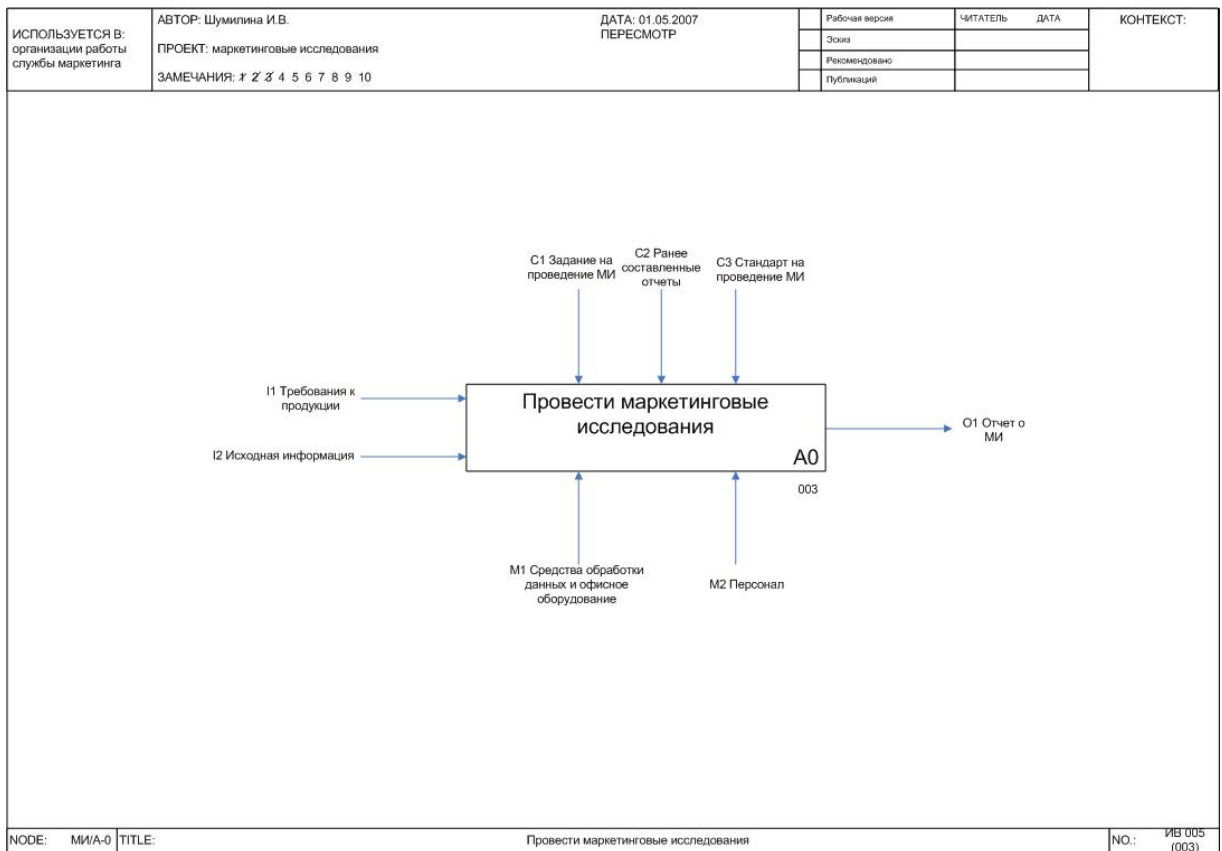 ИСПОЛЬЗУЕТСЯ В:
организации работы
службы маркетинга
АВТОР: Шумилина И.В.
ДАТА: 01.05.2007
ПЕРЕСМОТР
ПРОЕКТ: маркетинговые исследования
ЗАМЕЧАНИЯ: 1 2 3 4 5 6 7 8 9 10
Рабочая версия
Эскиз
Рекомендовано
Публикаций
ЧИТАТЕЛЬ ДАТА
КОНТЕКСТ:
C1 Задание на
проведение МИ
C2 Ранее
составленные
отчеты
C3 Стандарт на
проведение МИ
I1 Требования к
продукции
I2 Исходная информация
Провести маркетинговые
исследования
A0
003
O1 Отчет о
МИ
M1 Средства обработки
данных и офисное
оборудование
M2 Персонал
NODE: МИ/A-0
TITLE: Провести маркетинговые исследования
NO.: ИВ 005
(003)